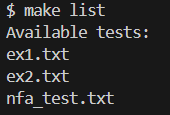 $ make list
Available tests:
ex1.txt
ex2.txt
nfa_test.txt